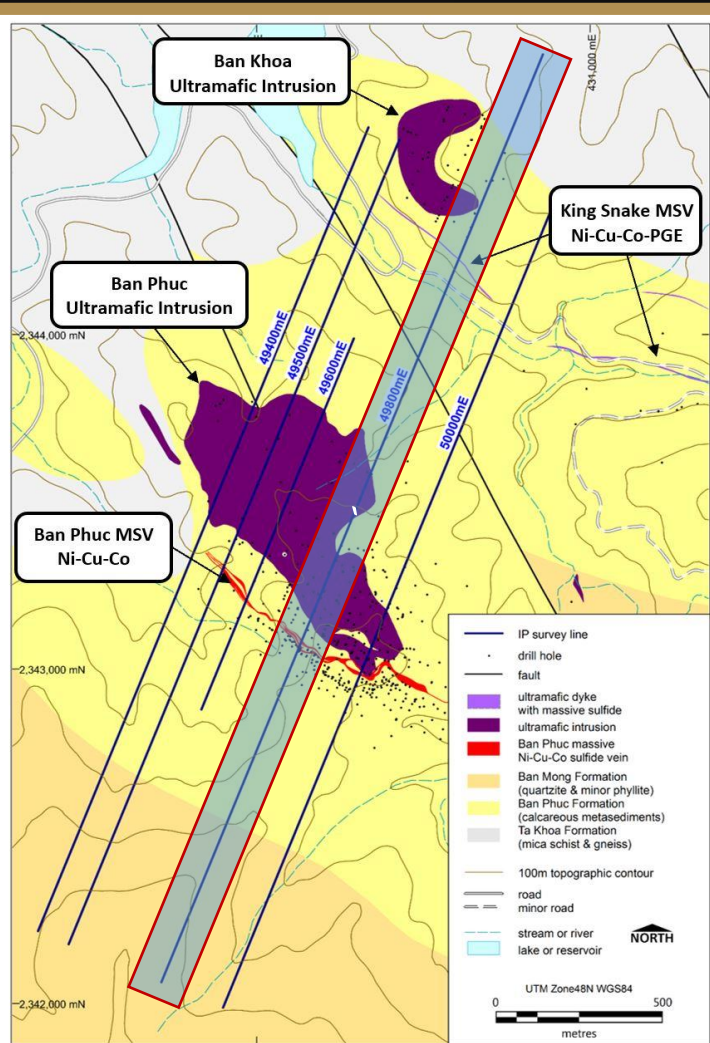 Ban Khoa
Ultramafic Intrusion
431,000 mE
King Snake MSV
Ni-Cu-Co-PGE
Ban Phuc
Ultramafic Intrusion
2,344,000 mN
49400mE
49500mE
49600mE
49800mE
50000mE
Ban Phuc MSV
Ni-Cu-Co
2,343,000 mN
2,342,000 mN
IP survey line
drill hole
fault
ultramafic dyke
with massive sulfide
ultramafic intrusion
Ban Phuc massive
Ni-Cu-Co sulfide vein
Ban Mong Formation
(quartzite & minor phyllite)
Ban Phuc Formation
(calcareous metasediments)
Ta Khoa Formation
(mica schist & gneiss)
100m topographic contour
road
minor road
stream or river
lake or reservoir
NORTH
UTM Zone48N WGS84
0 500
metres